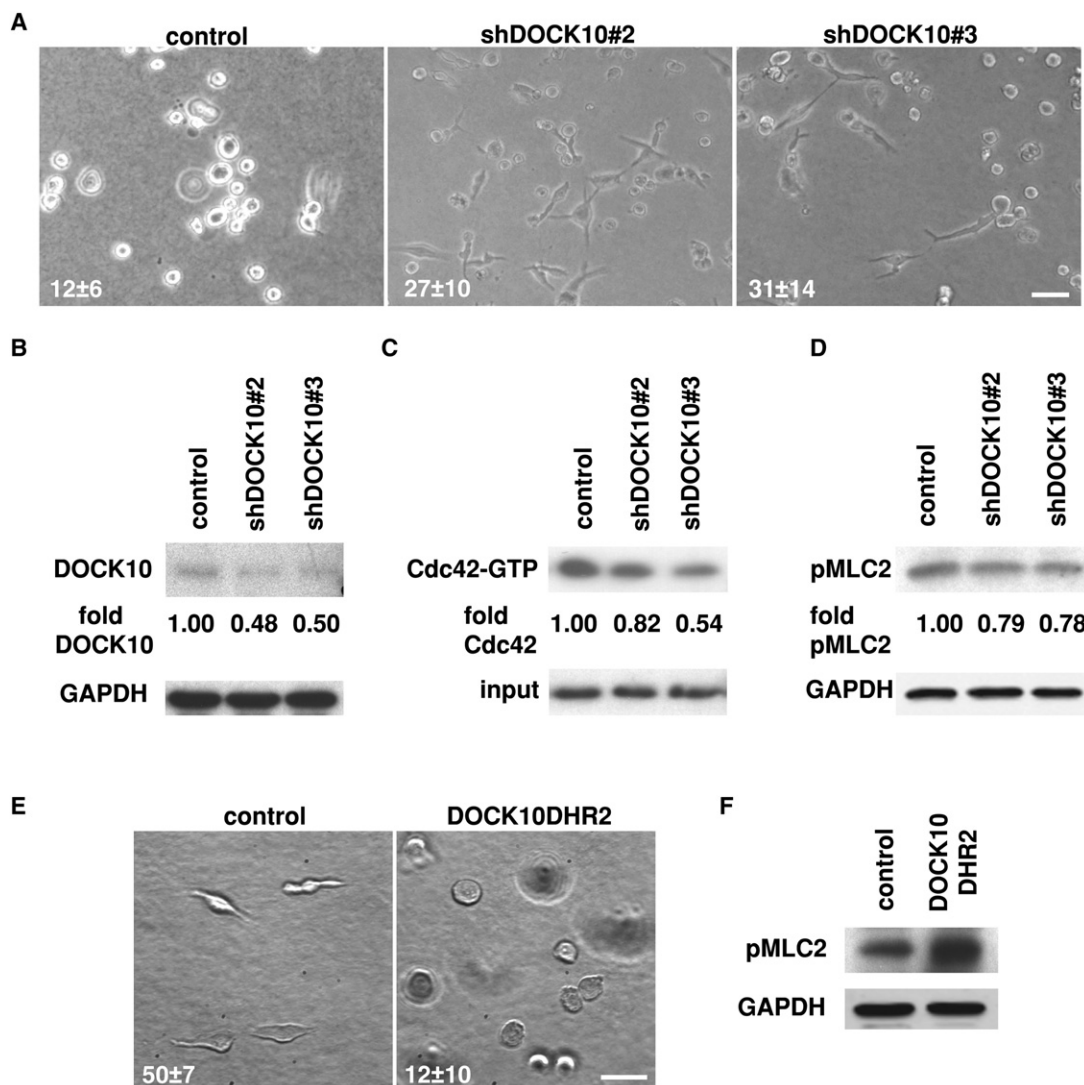 A
control
shDOCK10#2
shDOCK10#3
12±6
27±10
31±14
B
control
shDOCK10#2
shDOCK10#3
DOCK10
fold DOCK10 1.00 0.48 0.50
GAPDH
C
control
shDOCK10#2
shDOCK10#3
Cdc42-GTP
fold Cdc42 1.00 0.82 0.54
input
D
control
shDOCK10#2
shDOCK10#3
pMLC2
fold pMLC2 1.00 0.79 0.78
GAPDH
E
control
DOCK10DHR2
50±7
12±10
F
control
DOCK10
DHR2
pMLC2
GAPDH